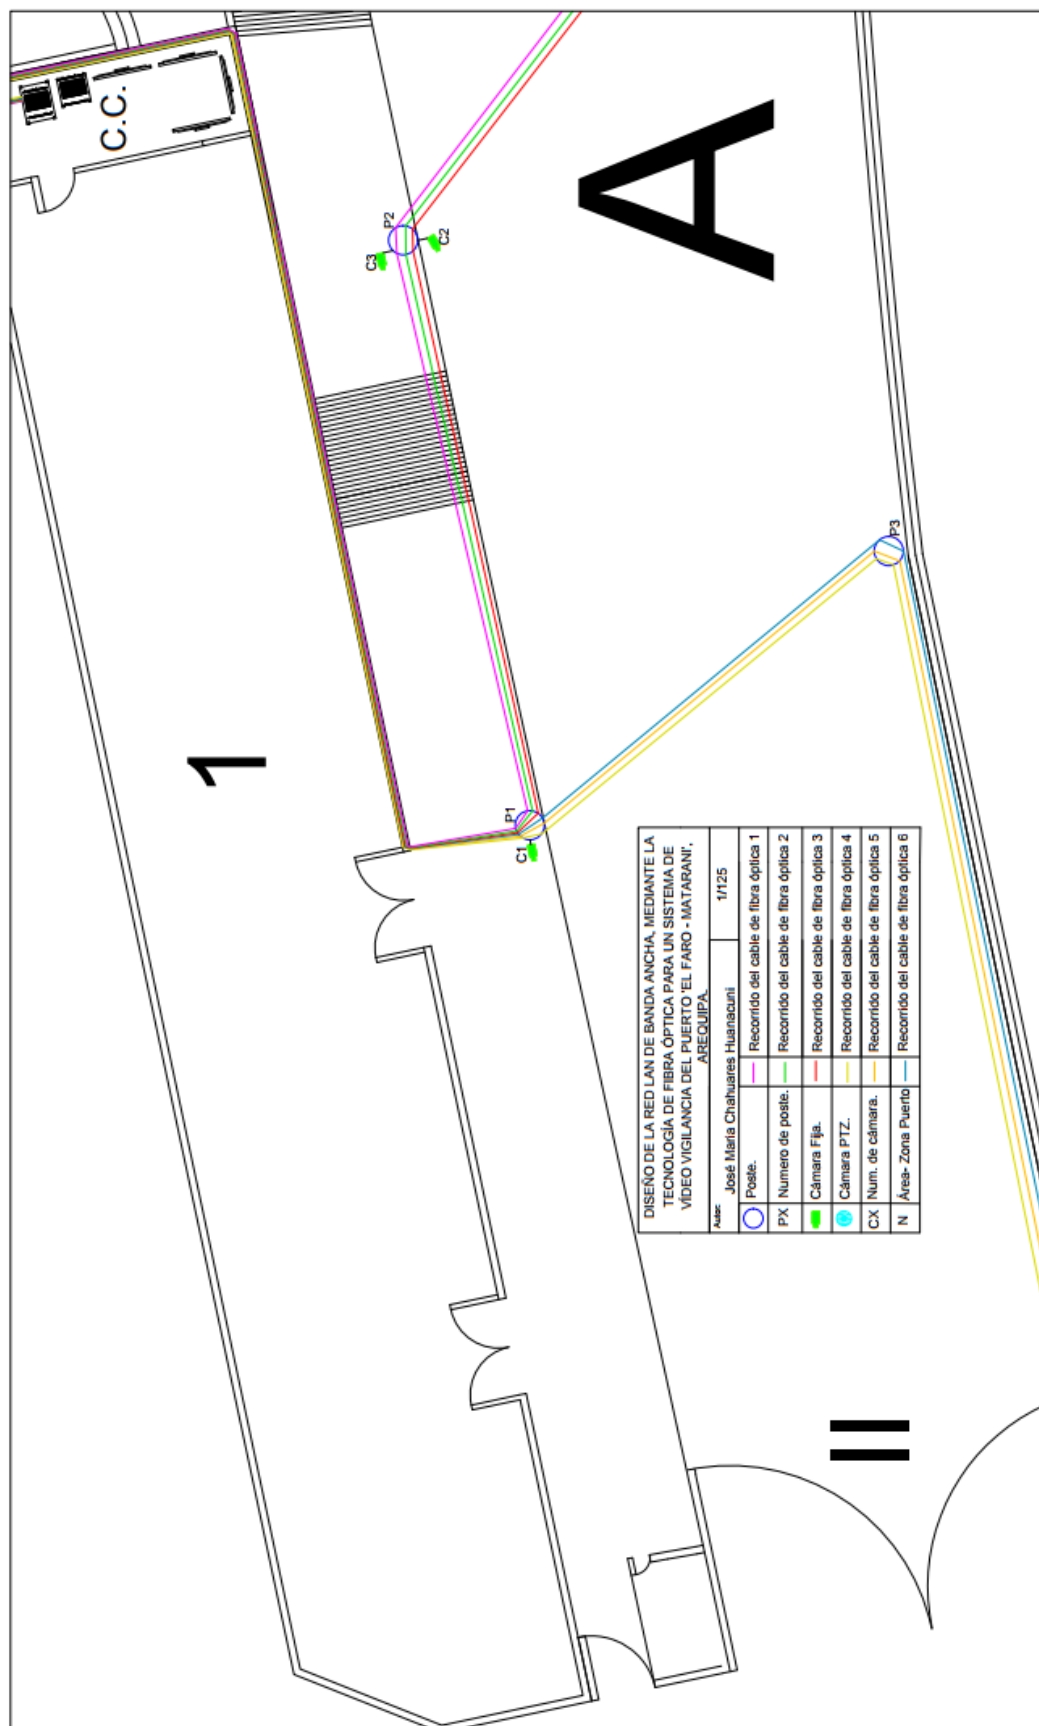 C.C.
P2
C3
C2
A
P3
1
P1
C1
DISEÑO DE LA RED LAN DE BANDA ANCHA, MEDIANTE LA
TECNOLOGÍA DE FIBRA ÓPTICA PARA UN SISTEMA DE
VÍDEO VIGILANCIA DEL PUERTO 'EL FARO - MATARANI',
AREQUIPA.
Autor: José María Chahuares Huanacuni 1/125
Poste. Recorrido del cable de fibra óptica 1
PX Numero de poste. Recorrido del cable de fibra óptica 2
Cámara Fija. Recorrido del cable de fibra óptica 3
Cámara PTZ. Recorrido del cable de fibra óptica 4
CX Num. de cámara. Recorrido del cable de fibra óptica 5
N Área- Zona Puerto Recorrido del cable de fibra óptica 6
II